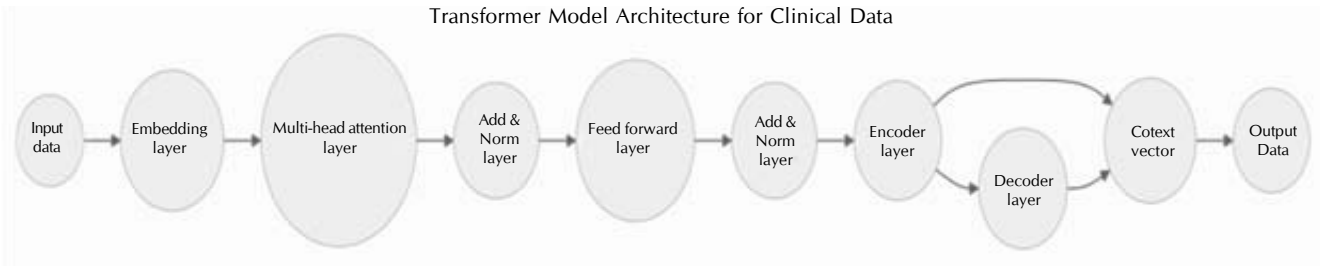 Transformer Model Architecture for Clinical Data
Input
data
Embedding
layer
Multi-head attention
layer
Add &
Norm
layer
Feed forward
layer
Add &
Norm
layer
Encoder
layer
Decoder
layer
Cotext
vector
Output
Data